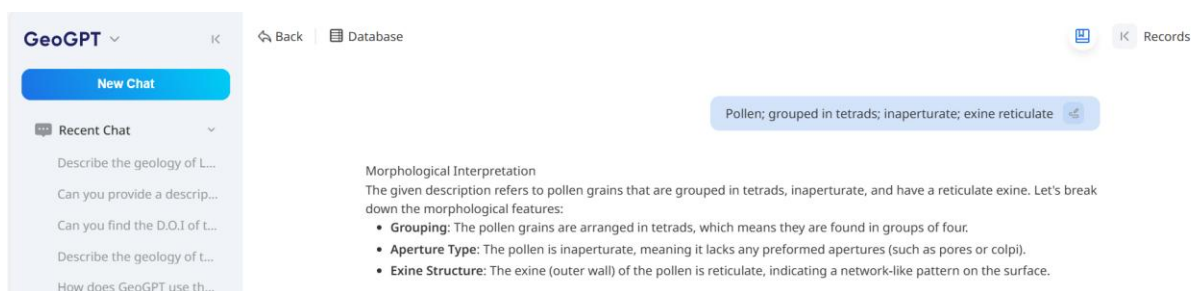 GeoGPT
New Chat
Recent Chat
Describe the geology of L...
Can you provide a descrip...
Can you find the D.O.I of t...
Describe the geology of t...
How does GeoGPT use th...
Back
Database
Records
Pollen; grouped in tetrads; inaperturate; exine reticulate
Morphological Interpretation
The given description refers to pollen grains that are grouped in tetrads, inaperturate, and have a reticulate exine. Let's break
down the morphological features:
• Grouping: The pollen grains are arranged in tetrads, which means they are found in groups of four.
• Aperture Type: The pollen is inaperturate, meaning it lacks any preformed apertures (such as pores or colpi).
• Exine Structure: The exine (outer wall) of the pollen is reticulate, indicating a network-like pattern on the surface.